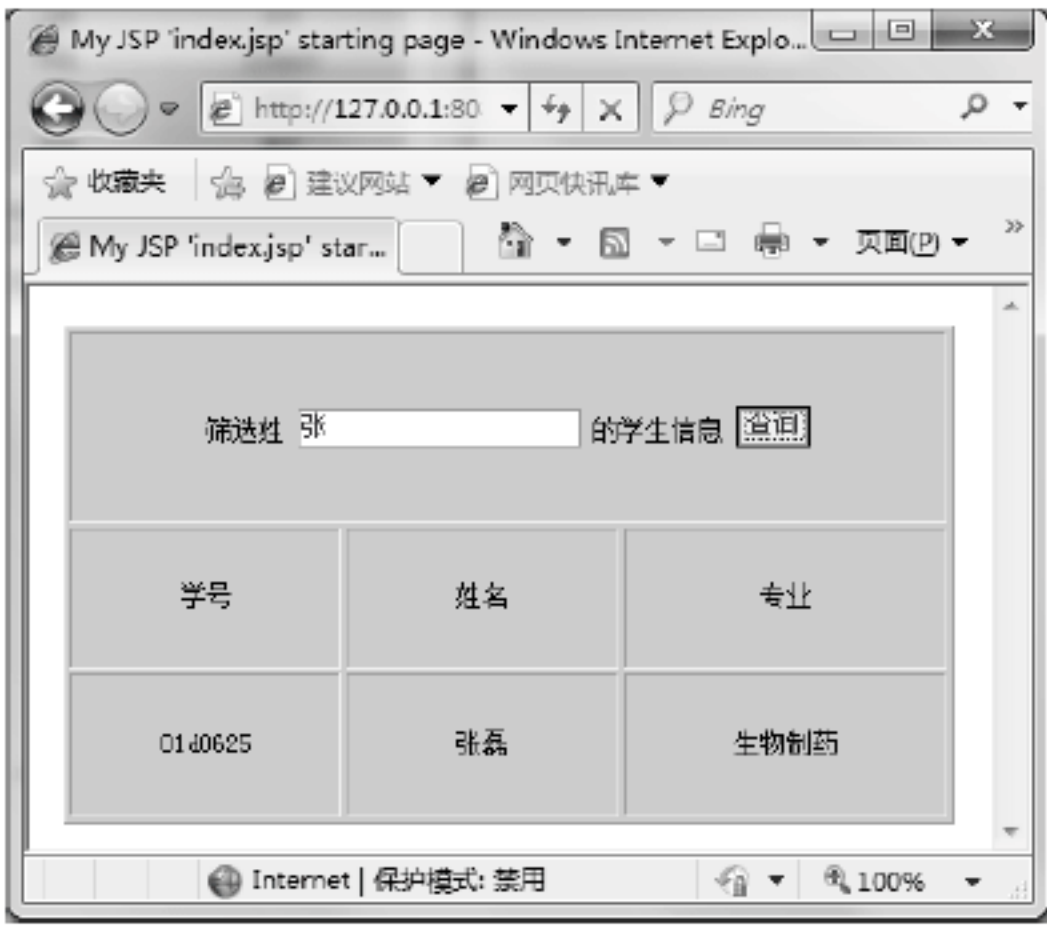 My JSP 'index.jsp' starting page - Windows Internet Explo...
http://127.0.0.1:80
Bing
收藏夹 建议网站 网页快讯库
My JSP 'index.jsp' star... 页面(P) »
筛选姓 张 的学生信息 查询
学号 姓名 专业
01d0625 张磊 生物制药
Internet | 保护模式: 禁用 100%